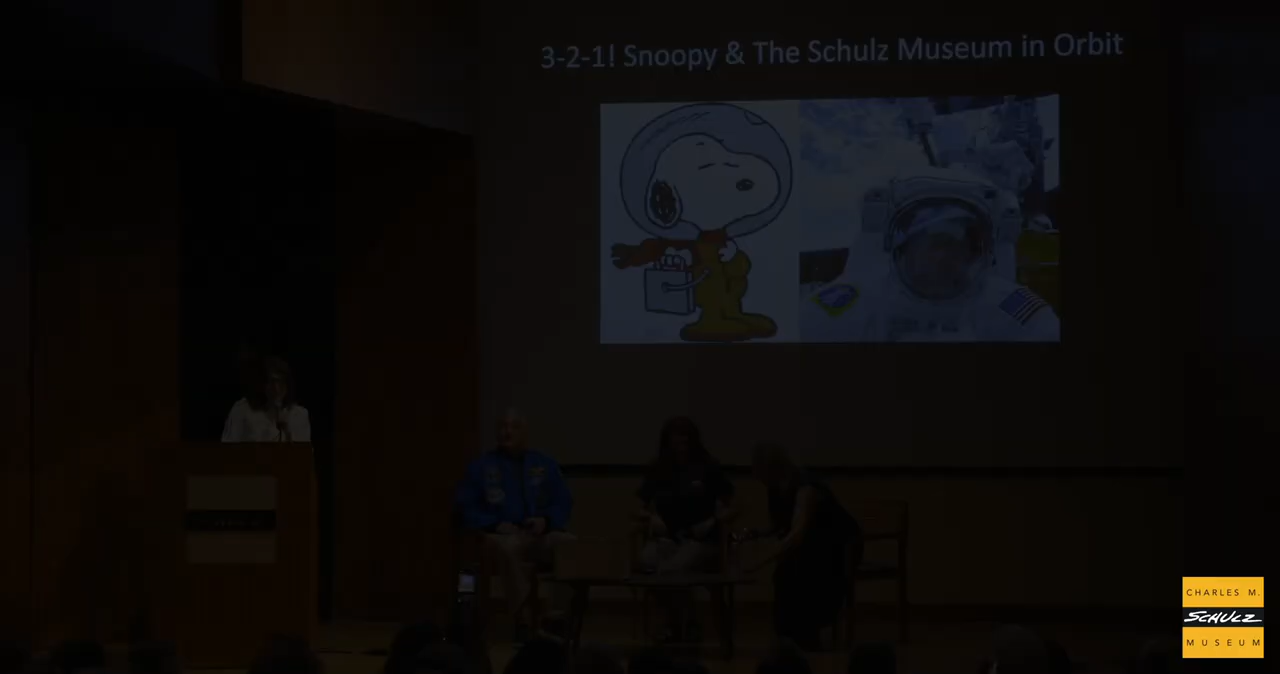 3-2-1! Snoopy & The Schulz Museum in Orbit
CHARLES M.
SCHULZ
MUSEUM